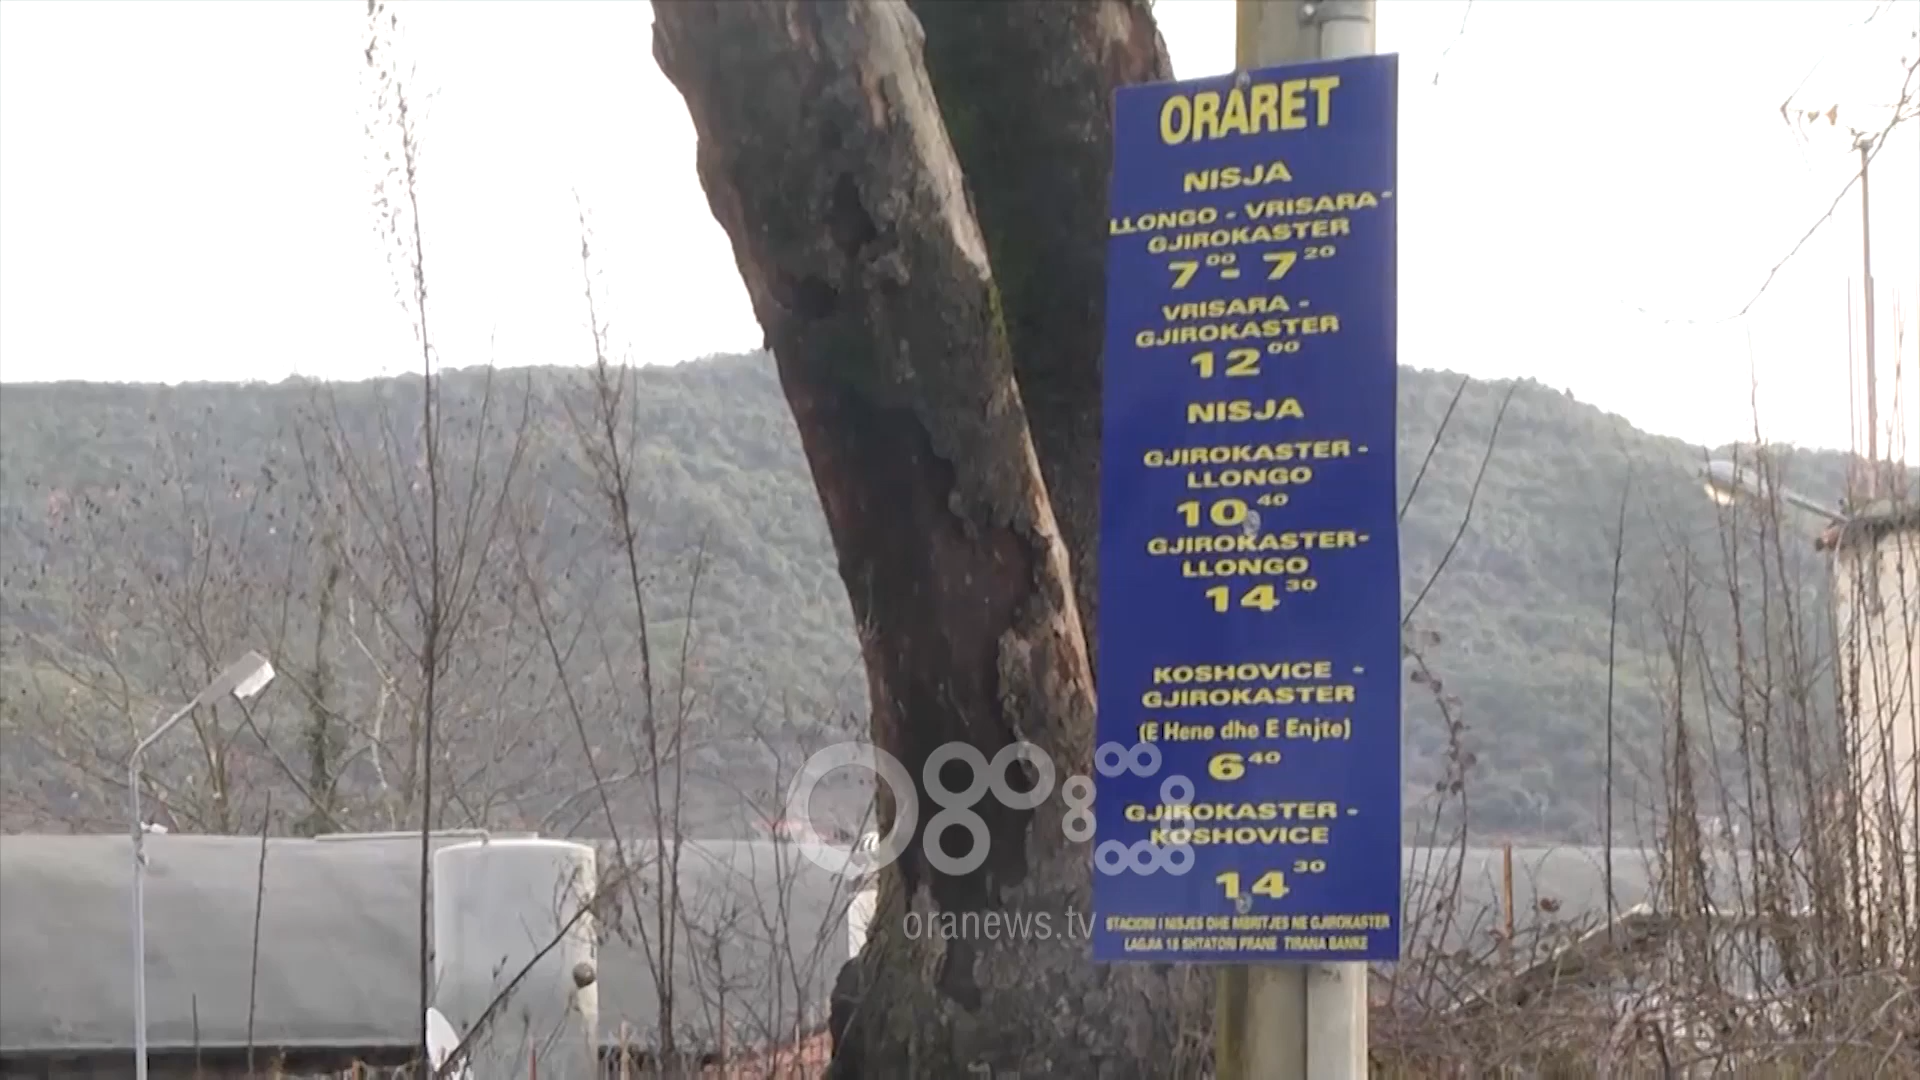 ORARET
NISJA
LLONGO - VRISARA-
GJIROKASTER
7⁰⁰ - 7²⁰
VRISARA -
GJIROKASTER
12⁰⁰
NISJA
GJIROKASTER -
LLONGO
10⁴⁰
GJIROKASTER-
LLONGO
14³⁰
KOSHOVICE -
GJIROKASTER
(E Hene dhe E Enjte)
6⁴⁰
GJIROKASTER -
KOSHOVICE
14³⁰
STACIONI I NISJES DHE MBRITJES NE GJIROKASTER
LAGJIA 18 SHTATORI PRANE TIRANA BANKE
oranews.tv